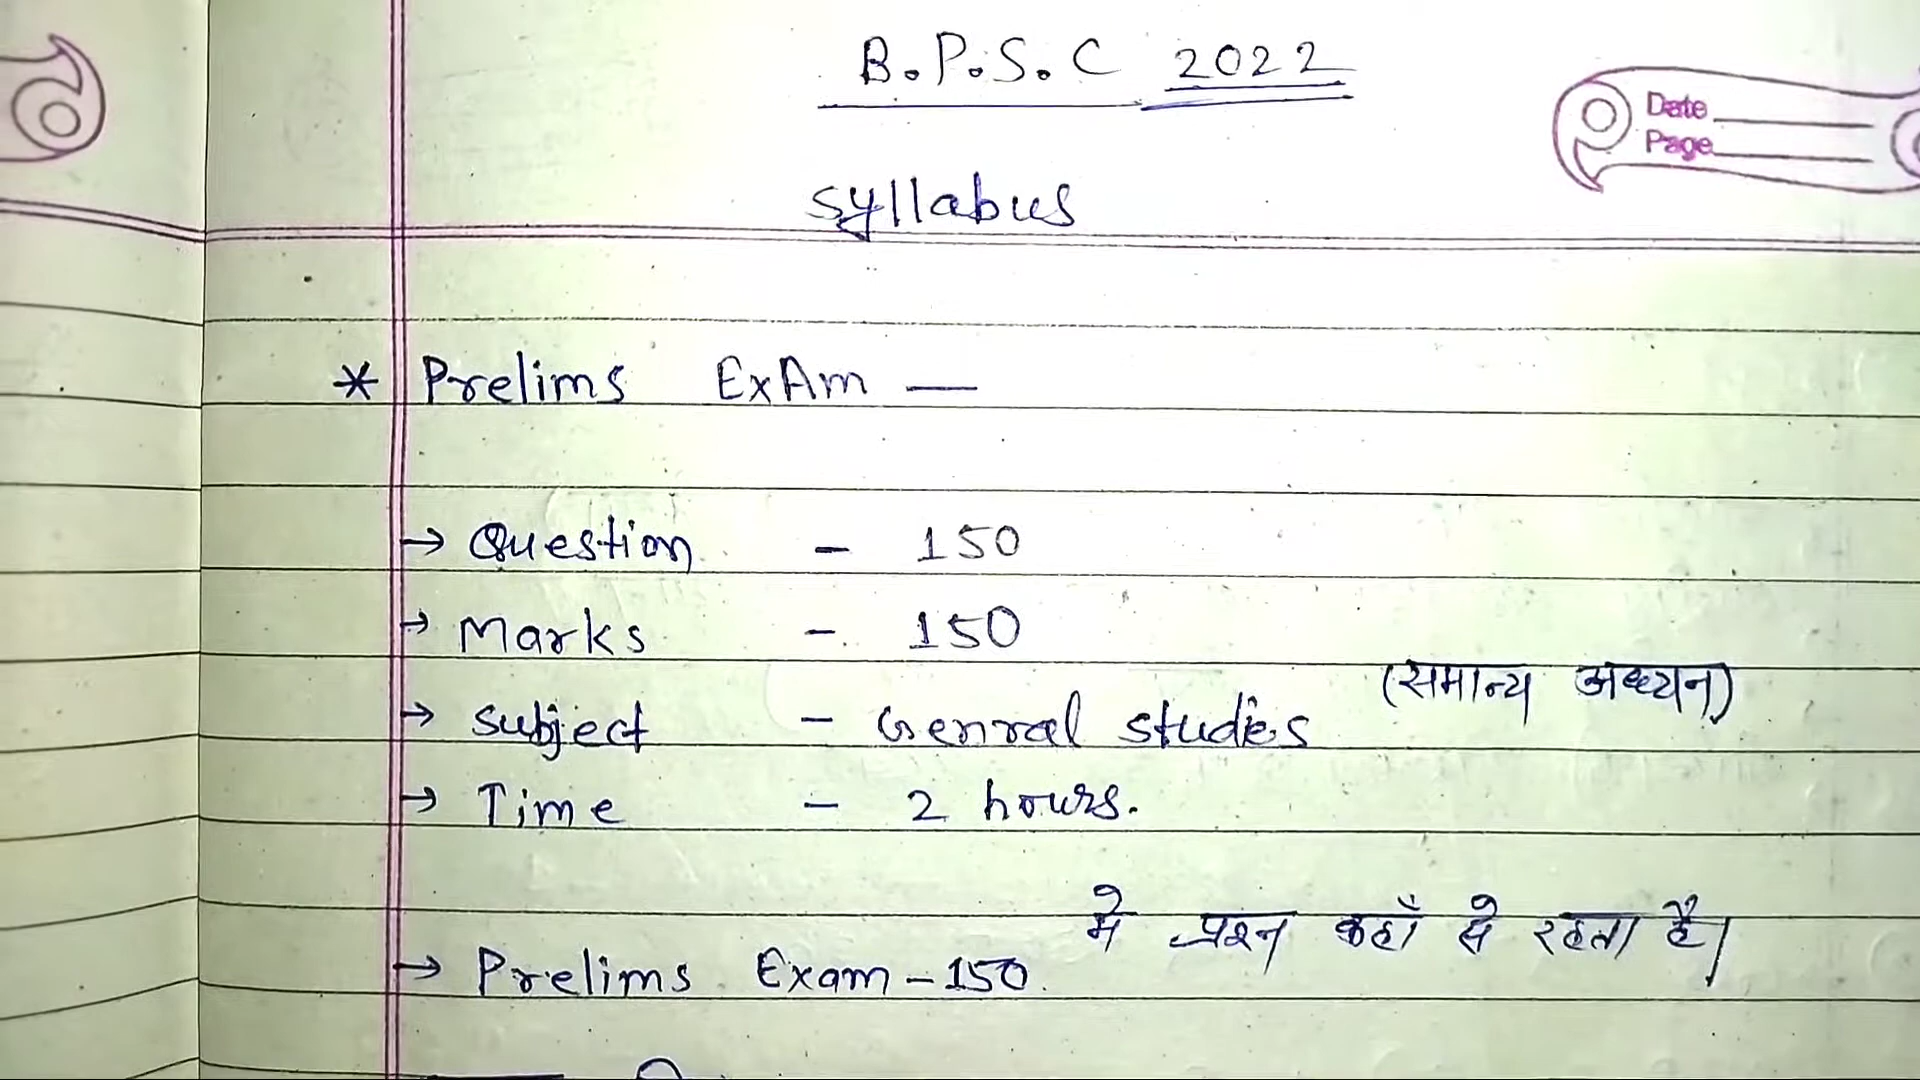 B.P.S.C 2022
Date
Page
syllabus
* Prelims ExAm —
→ Question - 150
→ Marks - 150
→ Subject - Genral studies (समान्य अध्यन)
→ Time - 2 hours.
→ Prelims Exam - 150 मे प्रश्न कहाँ से रहता है।